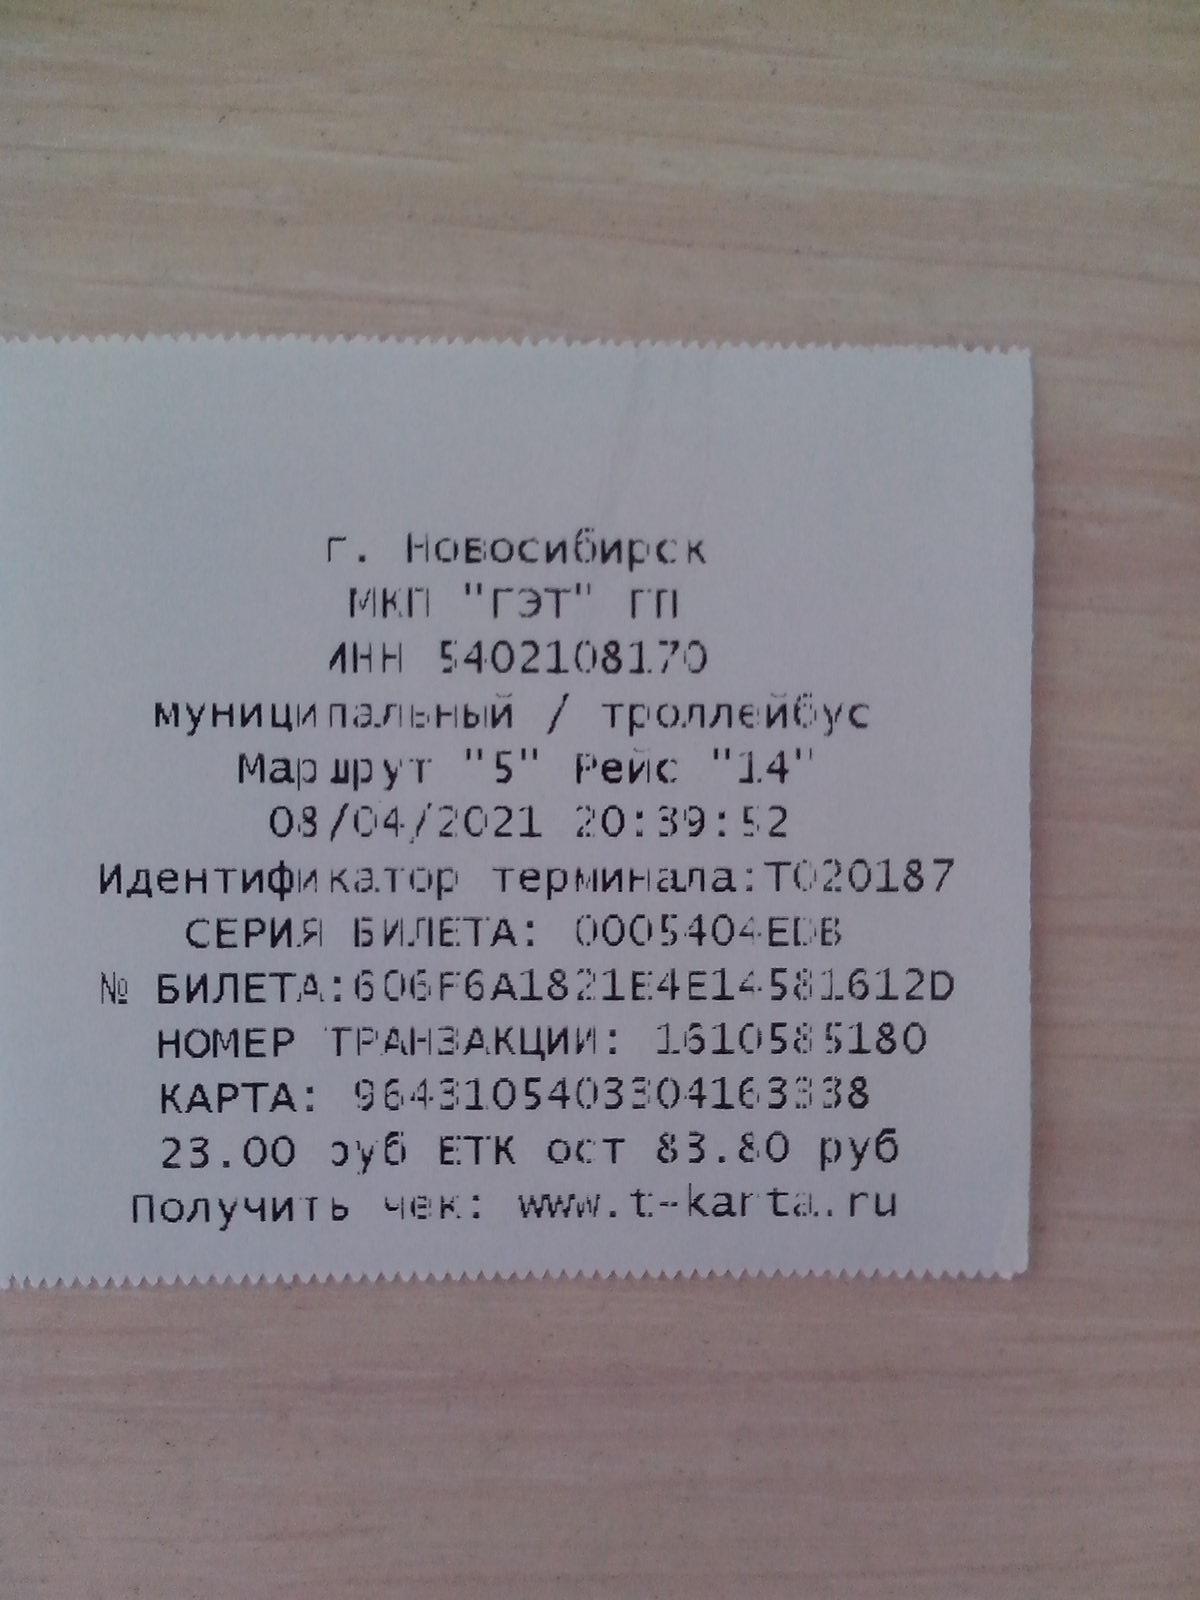 г. Новосибирск
МКП "ГЭТ" ГП
ИНН 5402108170
муниципальный / троллейбус
Маршрут "5" Рейс "14"
08/04/2021 20:39:52
Идентификатор терминала:Т020187
СЕРИЯ БИЛЕТА: 0005404EDB
№ БИЛЕТА:606F6A1821E4E14581612D
НОМЕР ТРАНЗАКЦИИ: 1610585180
КАРТА: 9643105403304163338
23.00 руб ЕТК ост 83.80 руб
Получить чек: www.t-karta.ru